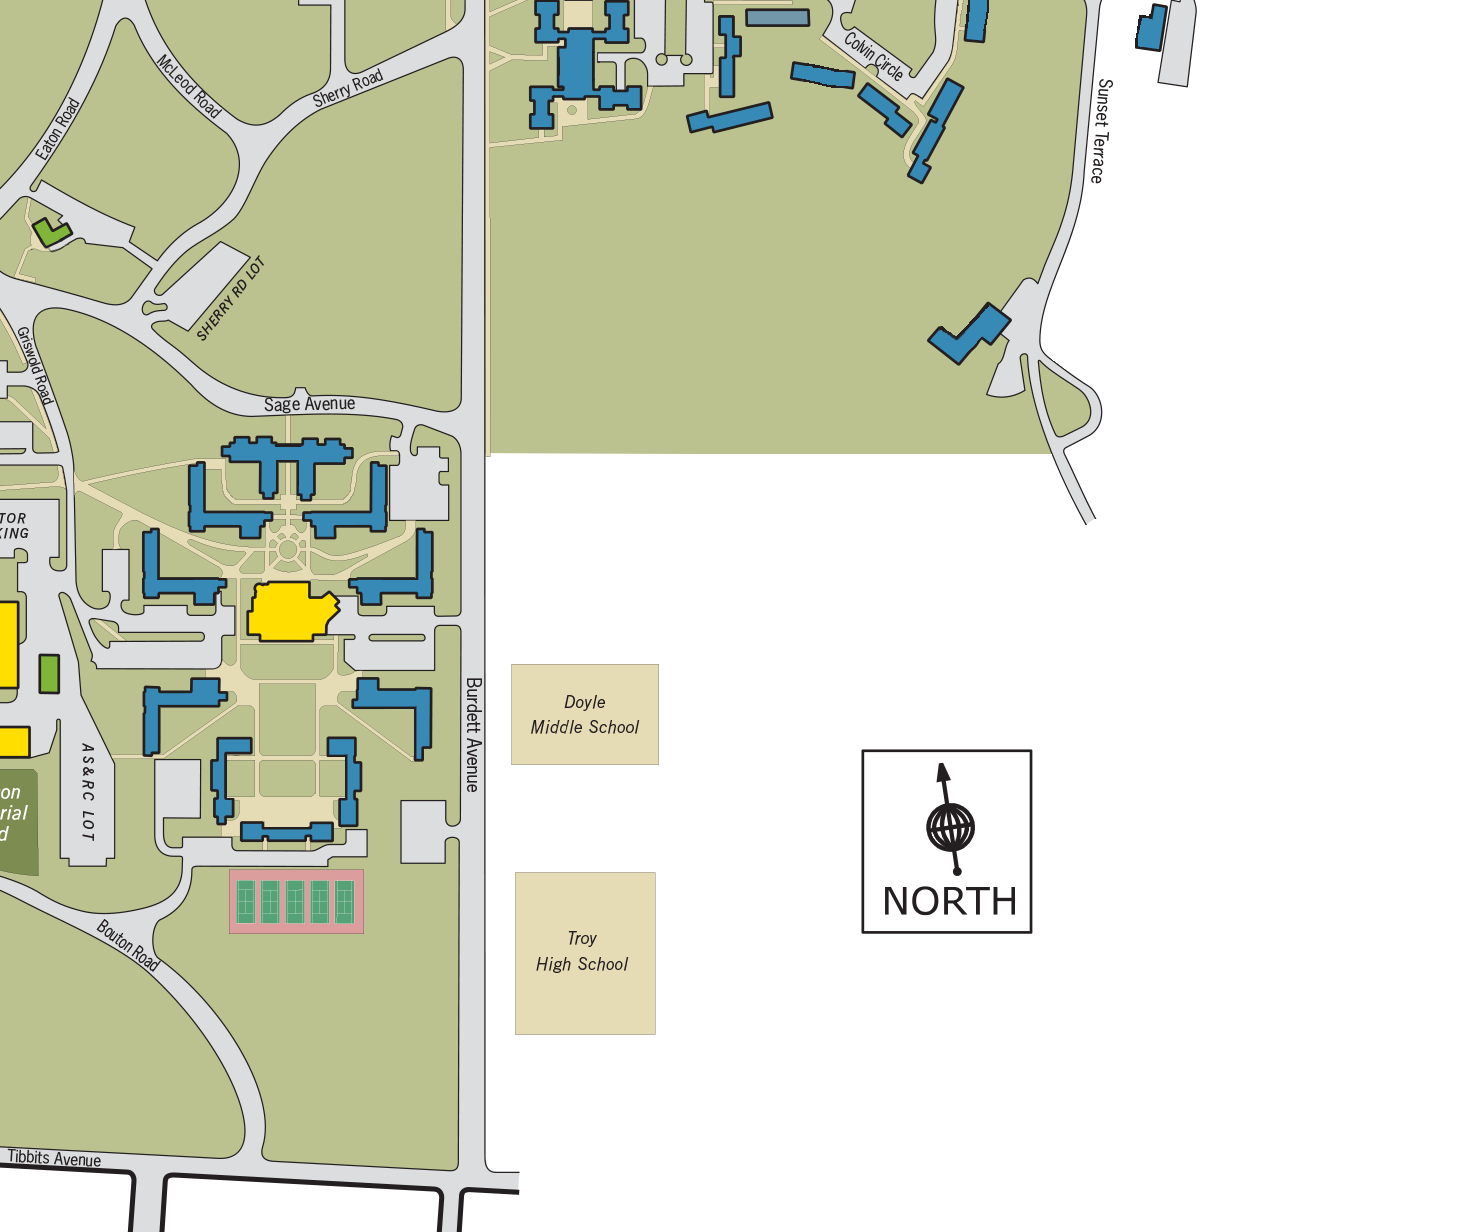 Colvin Circle
McLeod Road
Sherry Road
Eaton Road
Sunset Terrace
SHERRY RD LOT
Griswold Road
Sage Avenue
TOR
KING
Burdett Avenue
Doyle
Middle School
AS&RC LOT
on
rial
d
NORTH
Troy
High School
Bouton Road
Tibbits Avenue